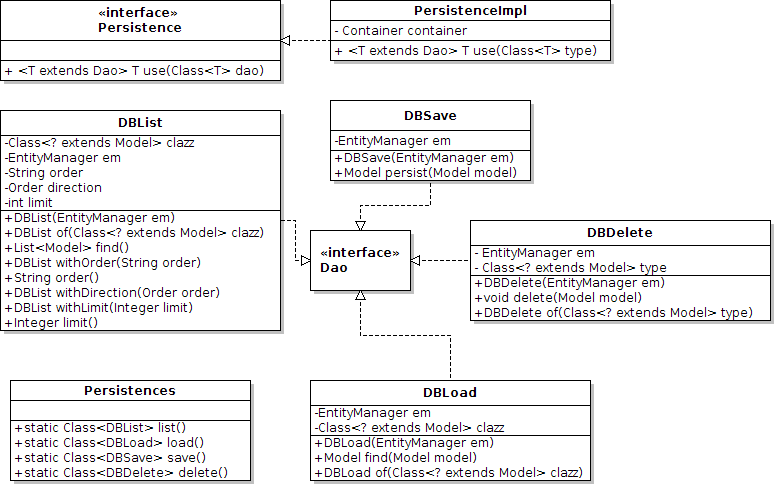 «interface»
Persistence
+ <T extends Dao> T use(Class<T> dao)
PersistenceImpl
- Container container
+ <T extends Dao> T use(Class<T> type)
DBList
-Class<? extends Model> clazz
-EntityManager em
-String order
-Order direction
-int limit
+DBList(EntityManager em)
+DBList of(Class<? extends Model> clazz)
+List<Model> find()
+DBList withOrder(String order)
+String order()
+DBList withDirection(Order order)
+DBList withLimit(Integer limit)
+Integer limit()
DBSave
-EntityManager em
+DBSave(EntityManager em)
+Model persist(Model model)
«interface»
Dao
DBDelete
- EntityManager em
- Class<? extends Model> type
+DBDelete(EntityManager em)
+void delete(Model model)
+DBDelete of(Class<? extends Model> type)
Persistences
+static Class<DBList> list()
+static Class<DBLoad> load()
+static Class<DBSave> save()
+static Class<DBDelete> delete()
DBLoad
-EntityManager em
-Class<? extends Model> clazz
+DBLoad(EntityManager em)
+Model find(Model model)
+DBLoad of(Class<? extends Model> clazz)